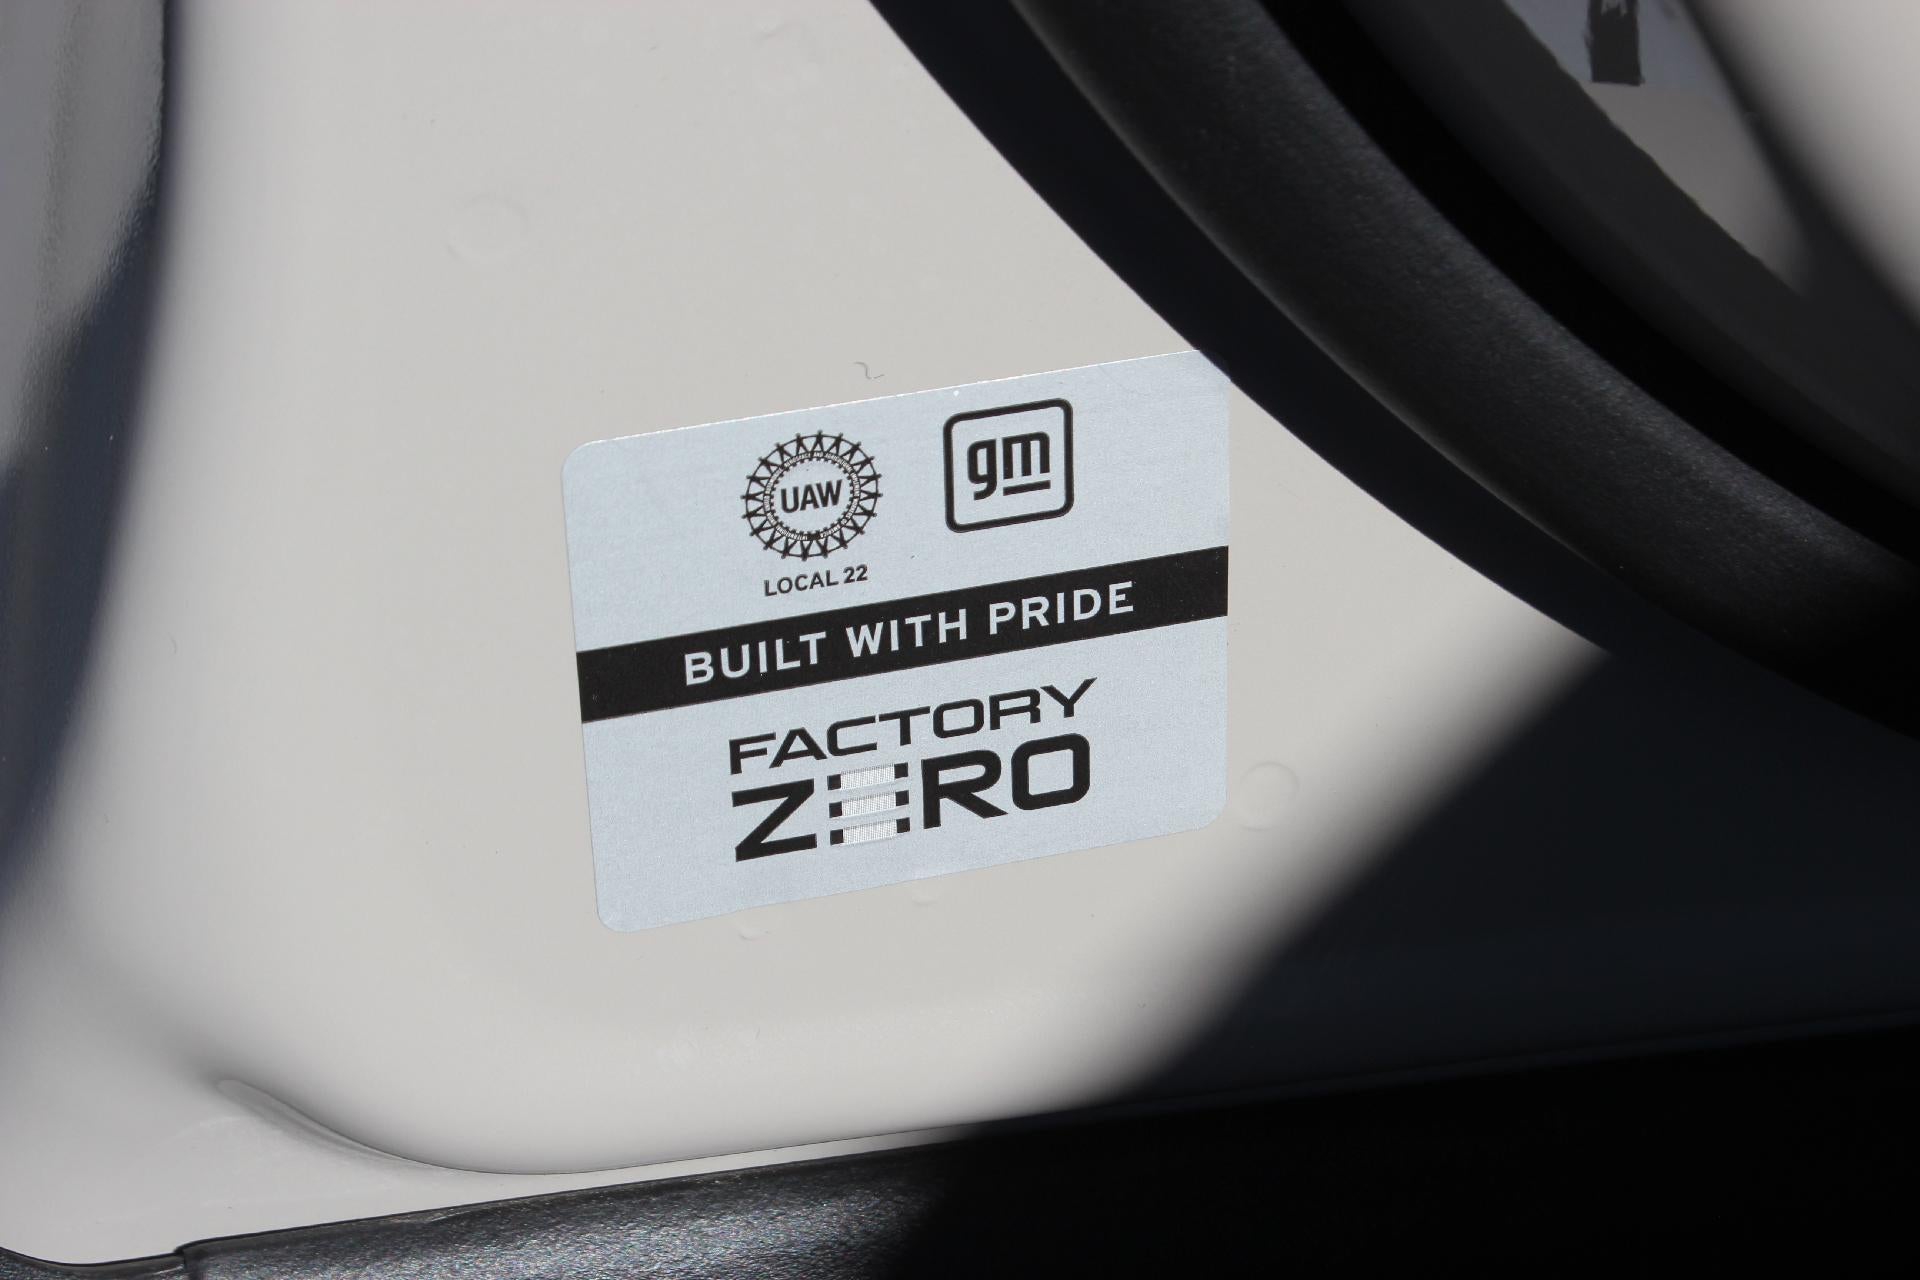 UAW
gm
LOCAL 22
BUILT WITH PRIDE
FACTORY
ZERO